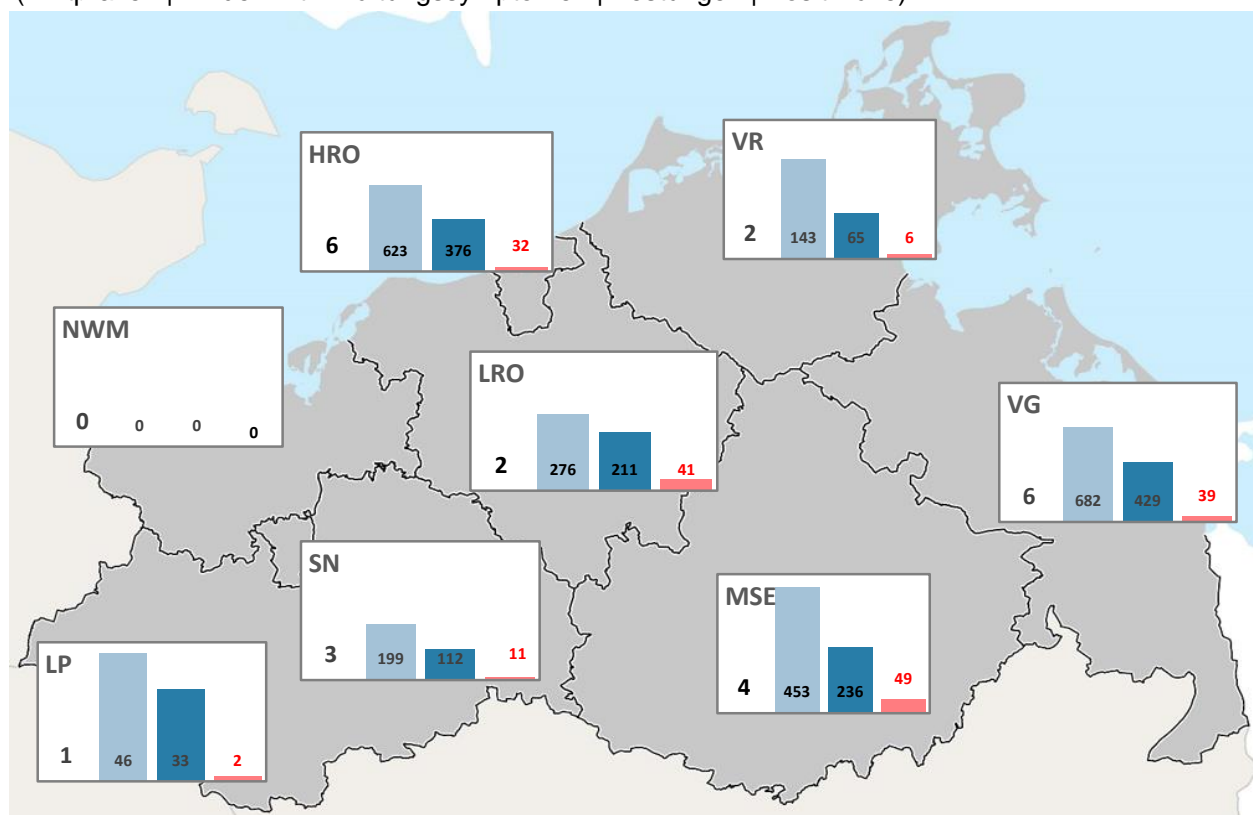 HRO
6 623 376 32
VR
2 143 65 6
NWM
0 0 0 0
LRO
2 276 211 41
VG
6 682 429 39
SN
3 199 112 11
MSE
4 453 236 49
LP
1 46 33 2